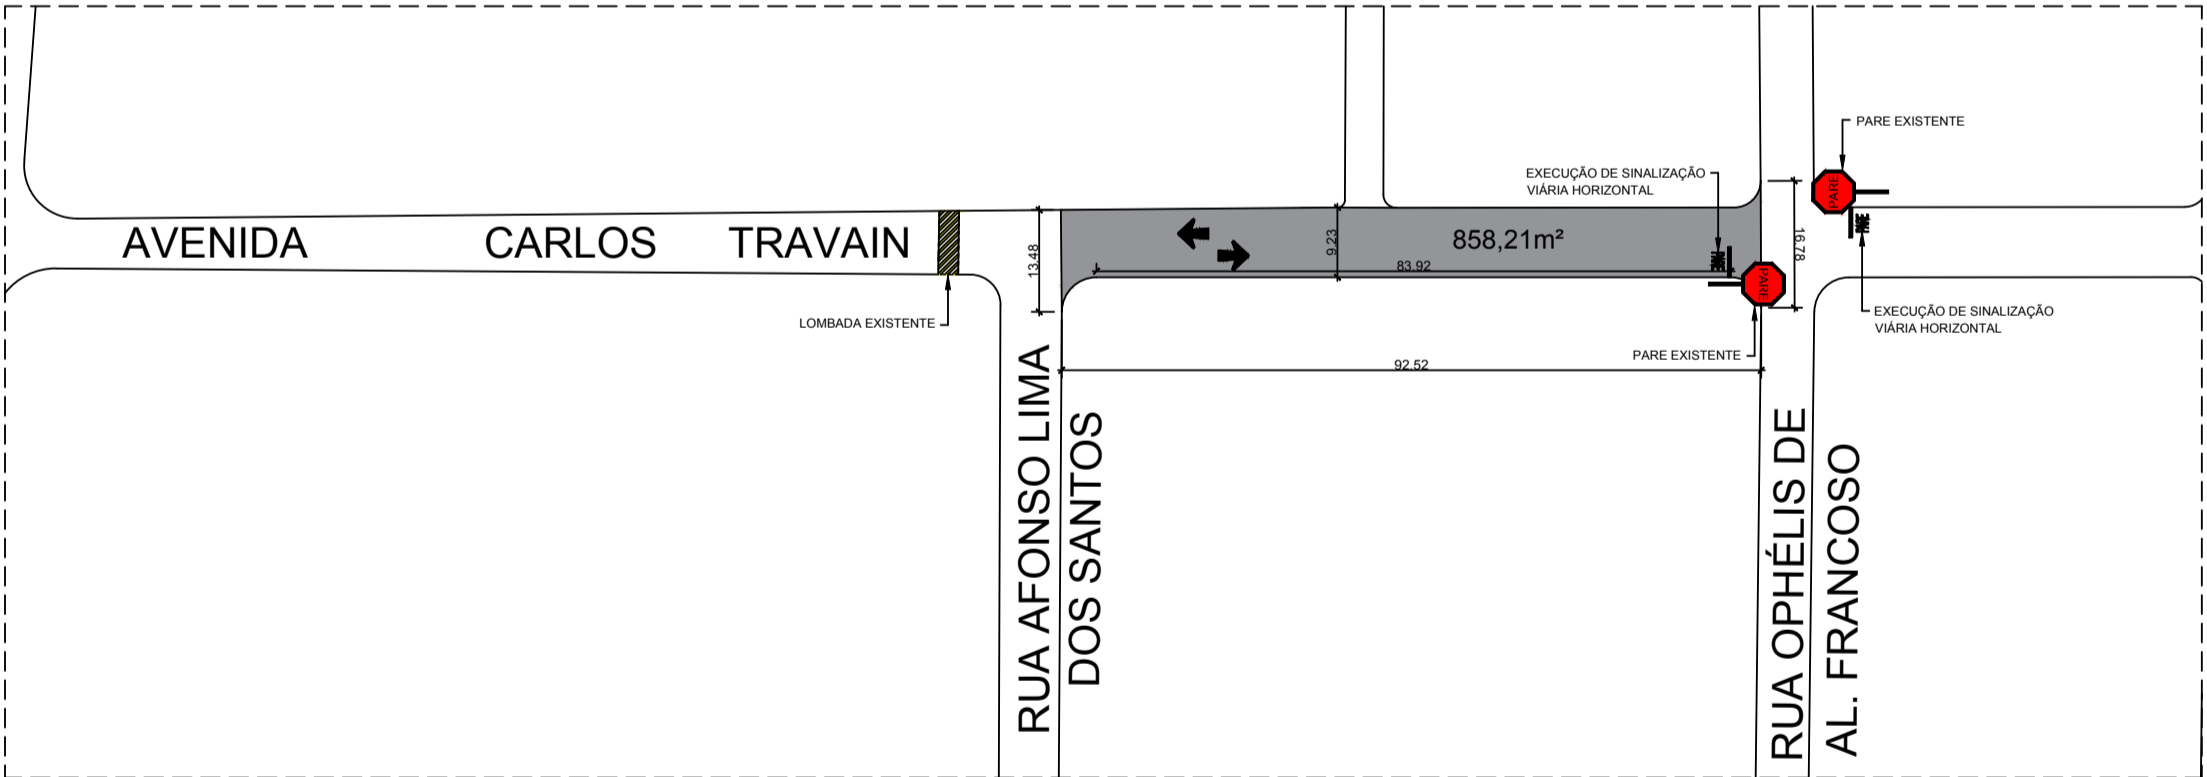 PARE EXISTENTE
EXECUÇÃO DE SINALIZAÇÃO
VIÁRIA HORIZONTAL
PARE
PARE
AVENIDA CARLOS TRAVAIN
13.48
9.23
858,21m²
83.92
PARE
16.78
PARE
LOMBADA EXISTENTE
EXECUÇÃO DE SINALIZAÇÃO
VIÁRIA HORIZONTAL
PARE EXISTENTE
92.52
RUA AFONSO LIMA
DOS SANTOS
RUA OPHÉLIS DE
AL. FRANCOSO